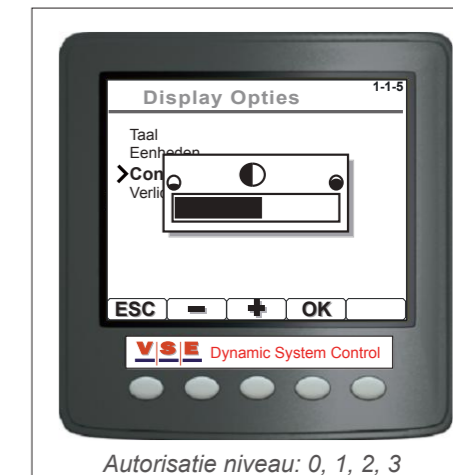 Display Opties
1-1-5
Taal
Eenheden
Con
Verlic
ESC - + OK
VSE Dynamic System Control
Autorisatie niveau: 0, 1, 2, 3